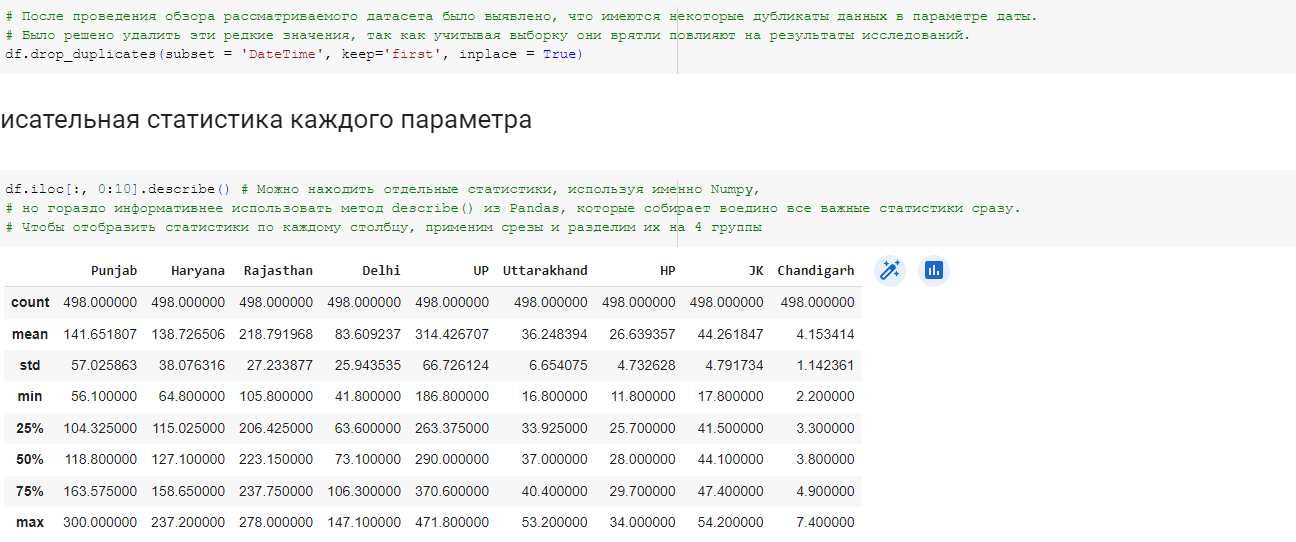 # После проведения обзора рассматриваемого датасета было выявлено, что имеются некоторые дубликаты данных в параметре даты.
# Было решено удалить эти редкие значения, так как учитывая выборку они врятли повлияют на результаты исследований.
df.drop_duplicates(subset = 'DateTime', keep='first', inplace = True)
исательная статистика каждого параметра
df.iloc[:, 0:10].describe() # Можно находить отдельные статистики, используя именно Numpy,
# но гораздо информативнее использовать метод describe() из Pandas, которые собирает воедино все важные статистики сразу.
# Чтобы отобразить статистики по каждому столбцу, применим срезы и разделим их на 4 группы
Punjab Haryana Rajasthan Delhi UP Uttarakhand HP JK Chandigarh
count 498.000000 498.000000 498.000000 498.000000 498.000000 498.000000 498.000000 498.000000 498.000000
mean 141.651807 138.726506 218.791968 83.609237 314.426707 36.248394 26.639357 44.261847 4.153414
std 57.025863 38.076316 27.233877 25.943535 66.726124 6.654075 4.732628 4.791734 1.142361
min 56.100000 64.800000 105.800000 41.800000 186.800000 16.800000 11.800000 17.800000 2.200000
25% 104.325000 115.025000 206.425000 63.600000 263.375000 33.925000 25.700000 41.500000 3.300000
50% 118.800000 127.100000 223.150000 73.100000 290.000000 37.000000 28.000000 44.100000 3.800000
75% 163.575000 158.650000 237.750000 106.300000 370.600000 40.400000 29.700000 47.400000 4.900000
max 300.000000 237.200000 278.000000 147.100000 471.800000 53.200000 34.000000 54.200000 7.400000